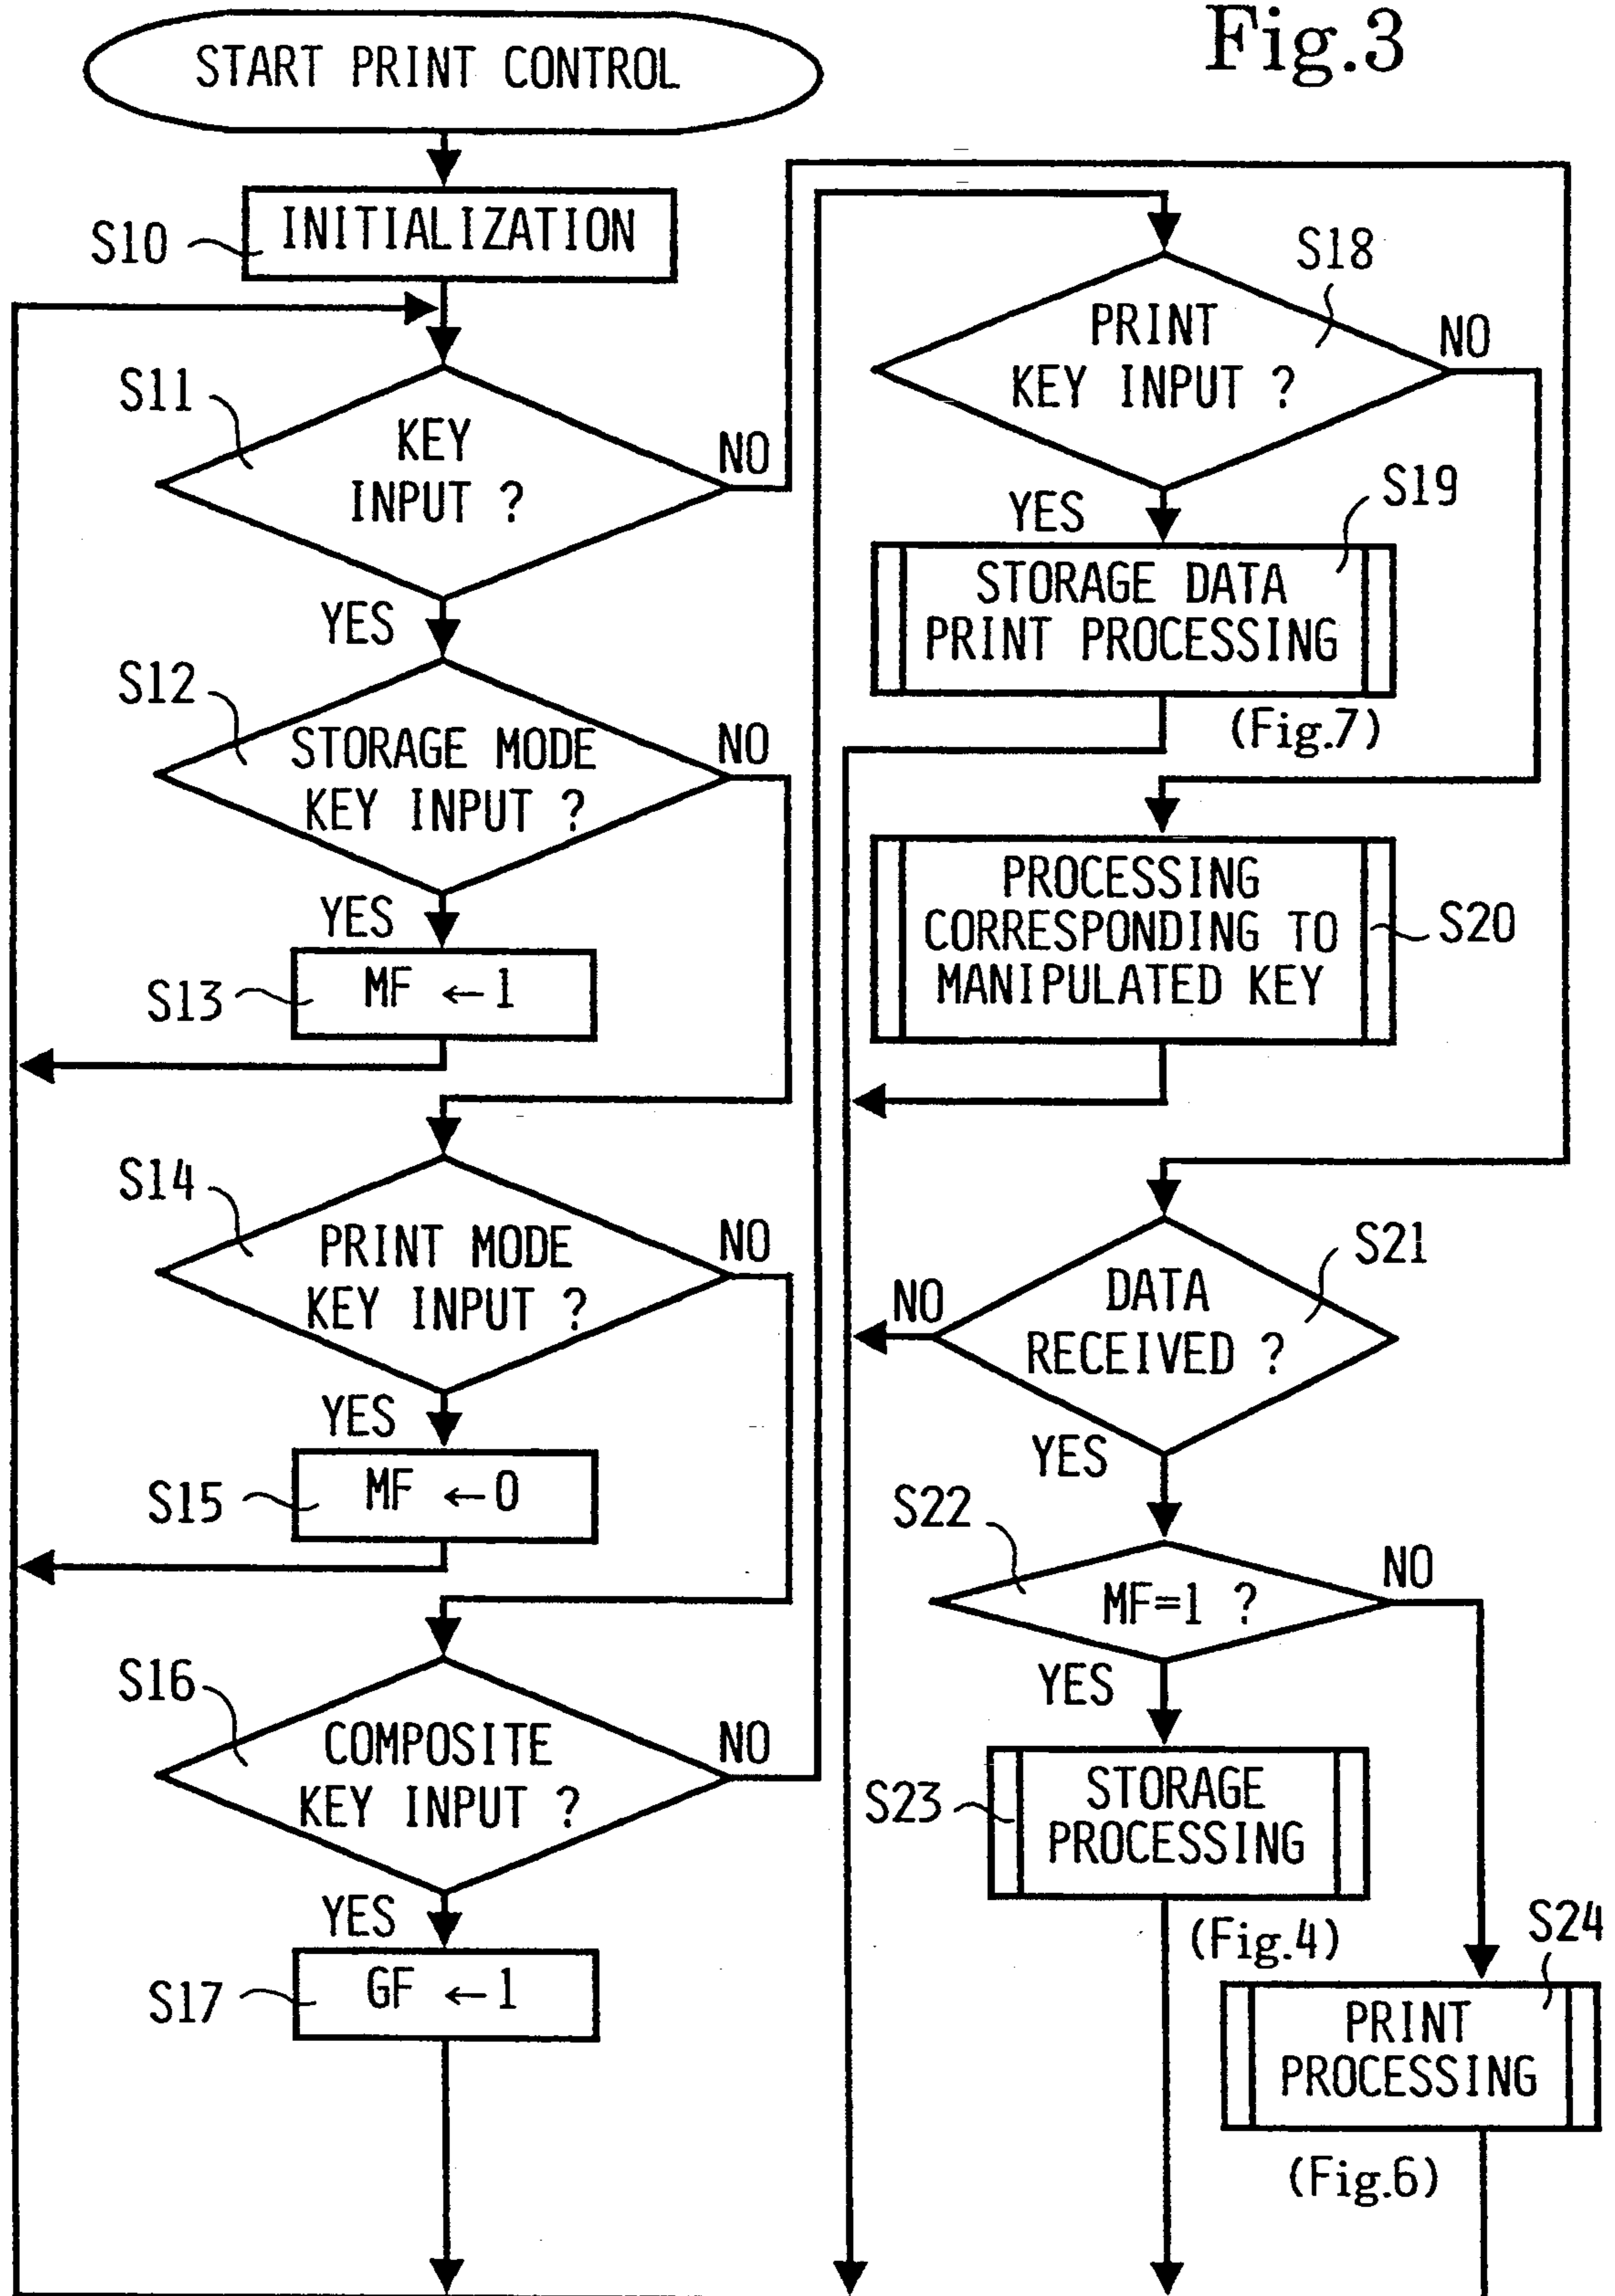 Fig.3
START PRINT CONTROL
S10
INITIALIZATION
S11
KEY
INPUT ?
NO
YES
S12
STORAGE MODE
KEY INPUT ?
NO
YES
S13
MF ←1
S14
PRINT MODE
KEY INPUT ?
NO
YES
S15
MF ←0
S16
COMPOSITE
KEY INPUT ?
NO
YES
S17
GF ←1
S18
PRINT
KEY INPUT ?
NO
YES
S19
STORAGE DATA
PRINT PROCESSING
(Fig.7)
PROCESSING
CORRESPONDING TO
MANIPULATED KEY
S20
S21
DATA
RECEIVED ?
NO
YES
S22
MF=1 ?
NO
YES
S23
STORAGE
PROCESSING
(Fig.4)
S24
PRINT
PROCESSING
(Fig.6)